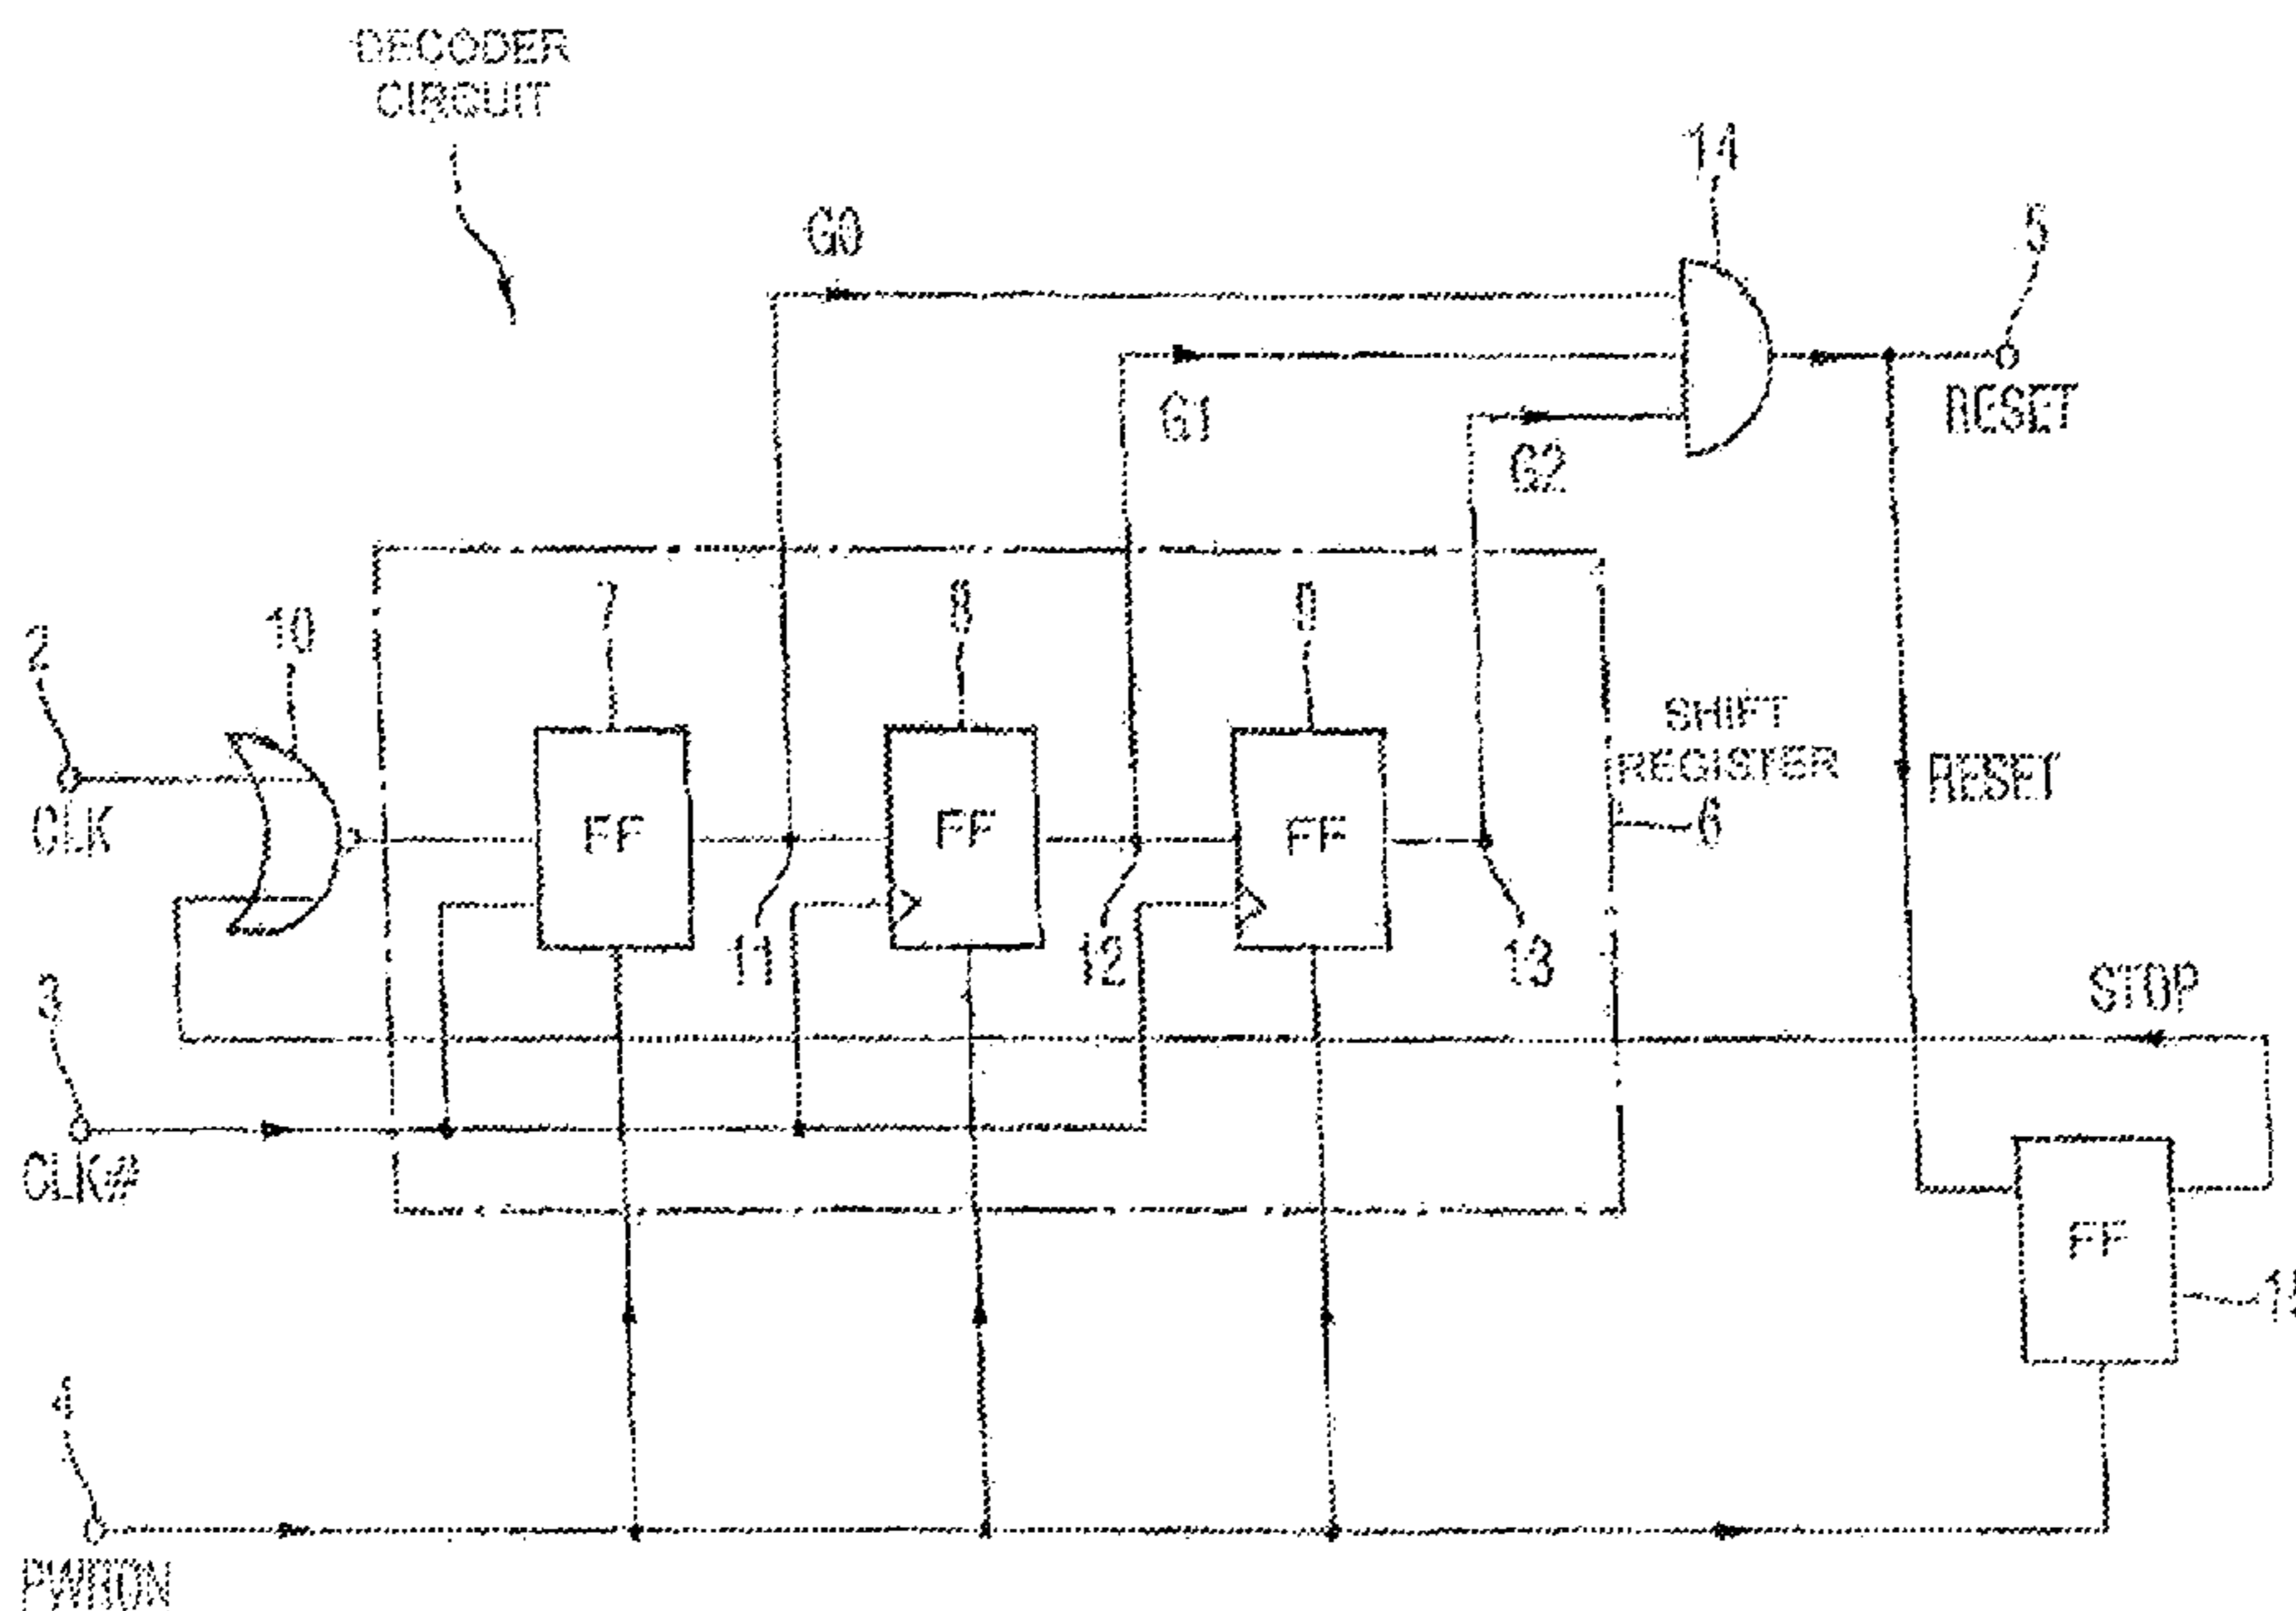 DECODER
CIRCUIT
14
5
G0
G1
G2
RESET
2
10
7
8
9
SHIFT
REGISTER
6
RESET
CLK
FF
FF
FF
11
12
13
3
STOP
CLK#
FF
4
PWRON